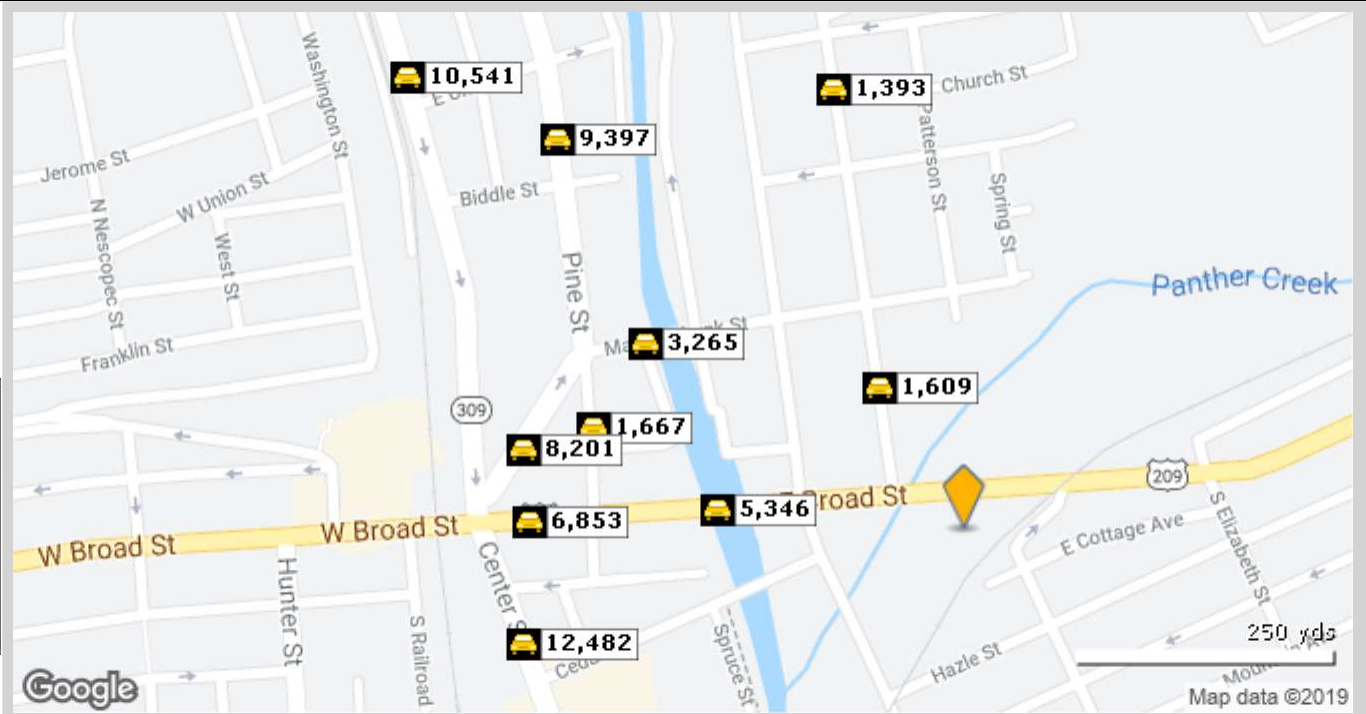 Washington St
10,541
1,393
Church St
9,397
Patterson St
Jerome St
Biddle St
W Union St
Spring St
N Nescopec St
West St
Pine St
Panther Creek
3,265
Franklin St
1,609
309
1,667
8,201
209
E Broad St
5,346
6,853
W Broad St
W Broad St
S Elizabeth St
E Cottage Ave
Hunter St
Center S
12,482
S Railroad
Spruce St
Hazle St
250 yds
Google
Map data ©2019